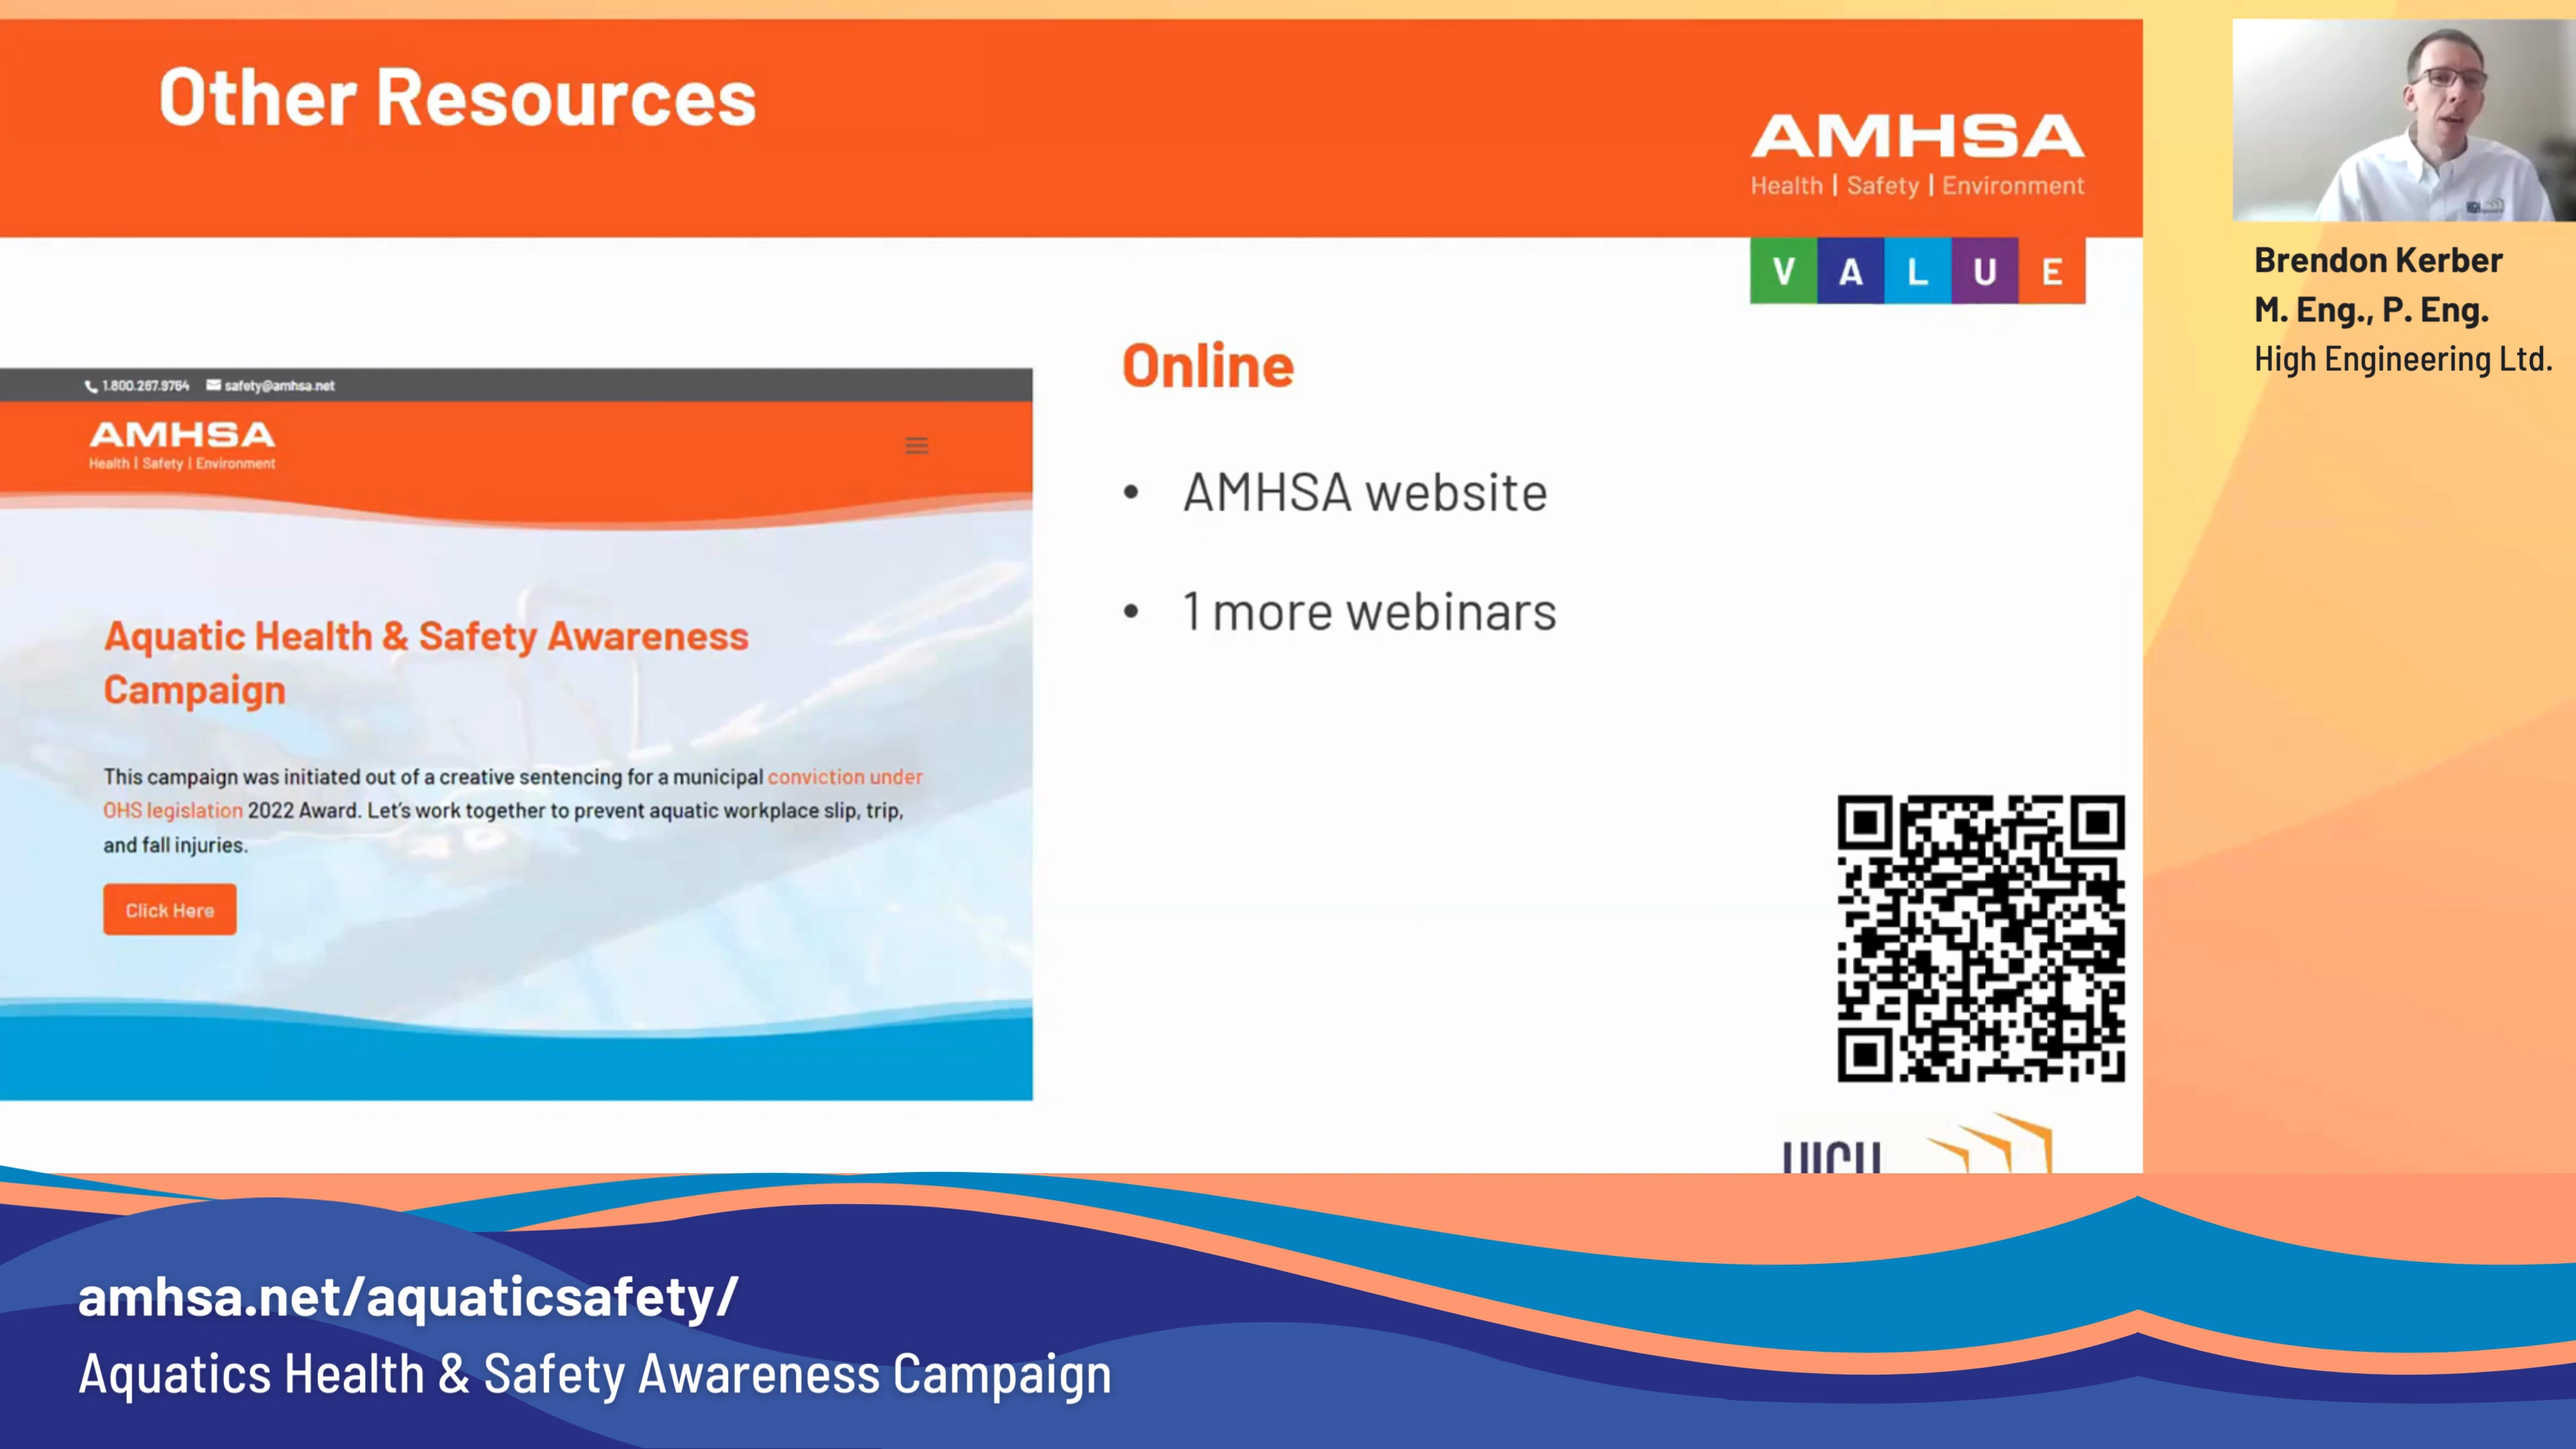 Other Resources
AMHSA
Health | Safety | Environment
V A L U E
1.800.267.9764 safety@amhsa.net
AMHSA
Health | Safety | Environment
Aquatic Health & Safety Awareness
Campaign
This campaign was initiated out of a creative sentencing for a municipal conviction under
OHS legislation 2022 Award. Let's work together to prevent aquatic workplace slip, trip,
and fall injuries.
Click Here
Online
• AMHSA website
• 1 more webinars
Brendon Kerber
M. Eng., P. Eng.
High Engineering Ltd.
amhsa.net/aquaticsafety/
Aquatics Health & Safety Awareness Campaign